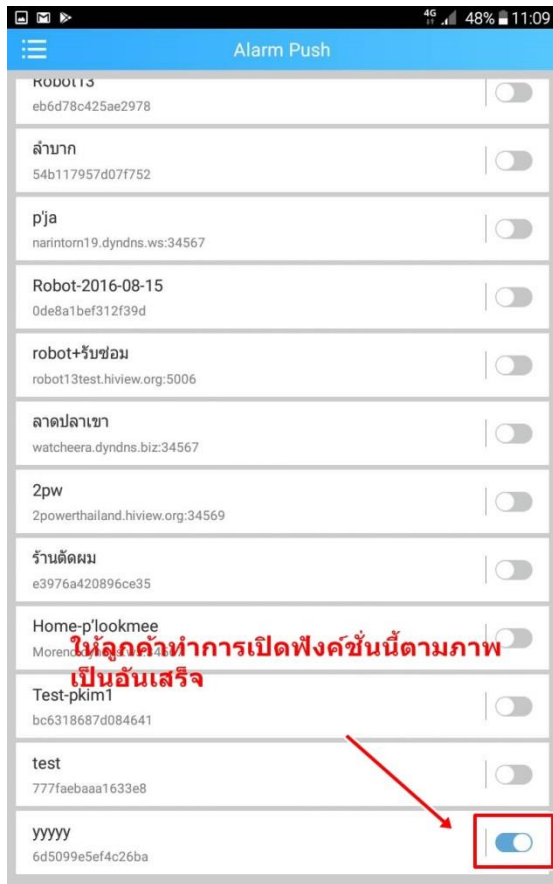 4G 48% 11:09
Alarm Push
Robot13
eb6d78c425ae2978
ลำบาก
54b117957d07f752
p'ja
narintorn19.dyndns.ws:34567
Robot-2016-08-15
0de8a1bef312f39d
robot+รับซ่อม
robot13test.hiview.org:5006
ลาดปลาเขา
watcheera.dyndns.biz:34567
2pw
2powerthailand.hiview.org:34569
ร้านตัดผม
e3976a420896ce35
Home-p'lookmee
ให้ลูกค้าทำการเปิดฟังค์ชั่นนี้ตามภาพ
เป็นอันเสร็จ
Test-pkim1
bc6318687d084641
test
777faebaaa1633e8
yyyyy
6d5099e5ef4c26ba